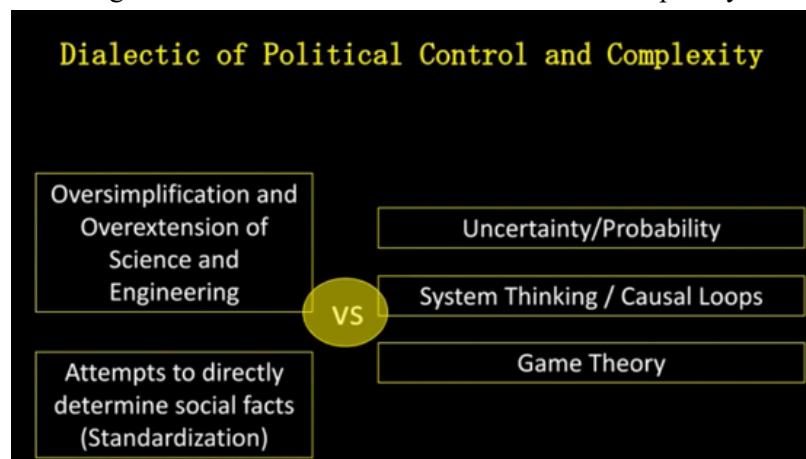 Dialectic of Political Control and Complexity
Oversimplification and
Overextension of
Science and
Engineering
Attempts to directly
determine social facts
(Standardization)
vs
Uncertainty/Probability
System Thinking / Causal Loops
Game Theory